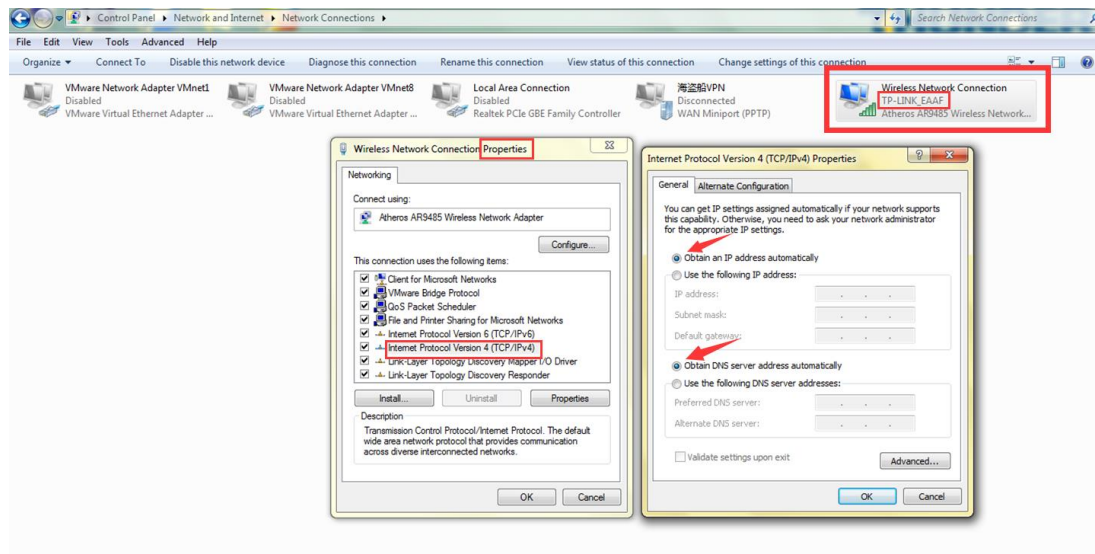 Control Panel ▸ Network and Internet ▸ Network Connections ▸
Search Network Connections
File Edit View Tools Advanced Help
Organize Connect To Disable this network device Diagnose this connection Rename this connection View status of this connection Change settings of this connection
VMware Network Adapter VMnet1
Disabled
VMware Virtual Ethernet Adapter ...
VMware Network Adapter VMnet8
Disabled
VMware Virtual Ethernet Adapter ...
Local Area Connection
Disabled
Realtek PCIe GBE Family Controller
海盗船VPN
Disconnected
WAN Miniport (PPTP)
Wireless Network Connection
TP-LINK_EAAF
Atheros AR9485 Wireless Network...
Wireless Network Connection Properties
Networking
Connect using:
Atheros AR9485 Wireless Network Adapter
Configure...
This connection uses the following items:
Client for Microsoft Networks
VMware Bridge Protocol
QoS Packet Scheduler
File and Printer Sharing for Microsoft Networks
Internet Protocol Version 6 (TCP/IPv6)
Internet Protocol Version 4 (TCP/IPv4)
Link-Layer Topology Discovery Mapper I/O Driver
Link-Layer Topology Discovery Responder
Install... Uninstall Properties
Description
Transmission Control Protocol/Internet Protocol. The default
wide area network protocol that provides communication
across diverse interconnected networks.
OK Cancel
Internet Protocol Version 4 (TCP/IPv4) Properties
General Alternate Configuration
You can get IP settings assigned automatically if your network supports
this capability. Otherwise, you need to ask your network administrator
for the appropriate IP settings.
Obtain an IP address automatically
Use the following IP address:
IP address:
Subnet mask:
Default gateway:
Obtain DNS server address automatically
Use the following DNS server addresses:
Preferred DNS server:
Alternate DNS server:
Validate settings upon exit
Advanced...
OK Cancel